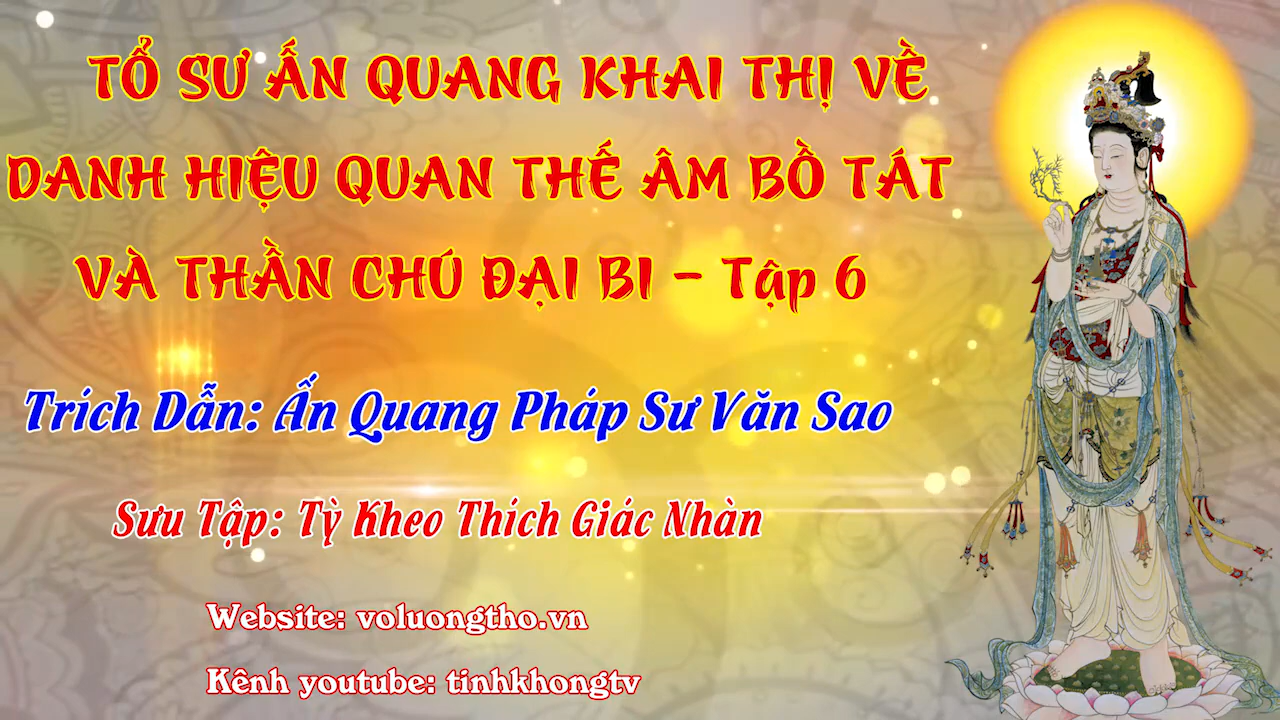 TỔ SƯ ẤN QUANG KHAI THỊ VỀ
DANH HIỆU QUAN THẾ ÂM BỒ TÁT
VÀ THẦN CHÚ ĐẠI BI - Tập 6
Trích Dẫn: Ấn Quang Pháp Sư Văn Sao
Sưu Tập: Tỳ Kheo Thích Giác Nhàn
Website: voluongtho.vn
Kênh youtube: tinhkhongtv